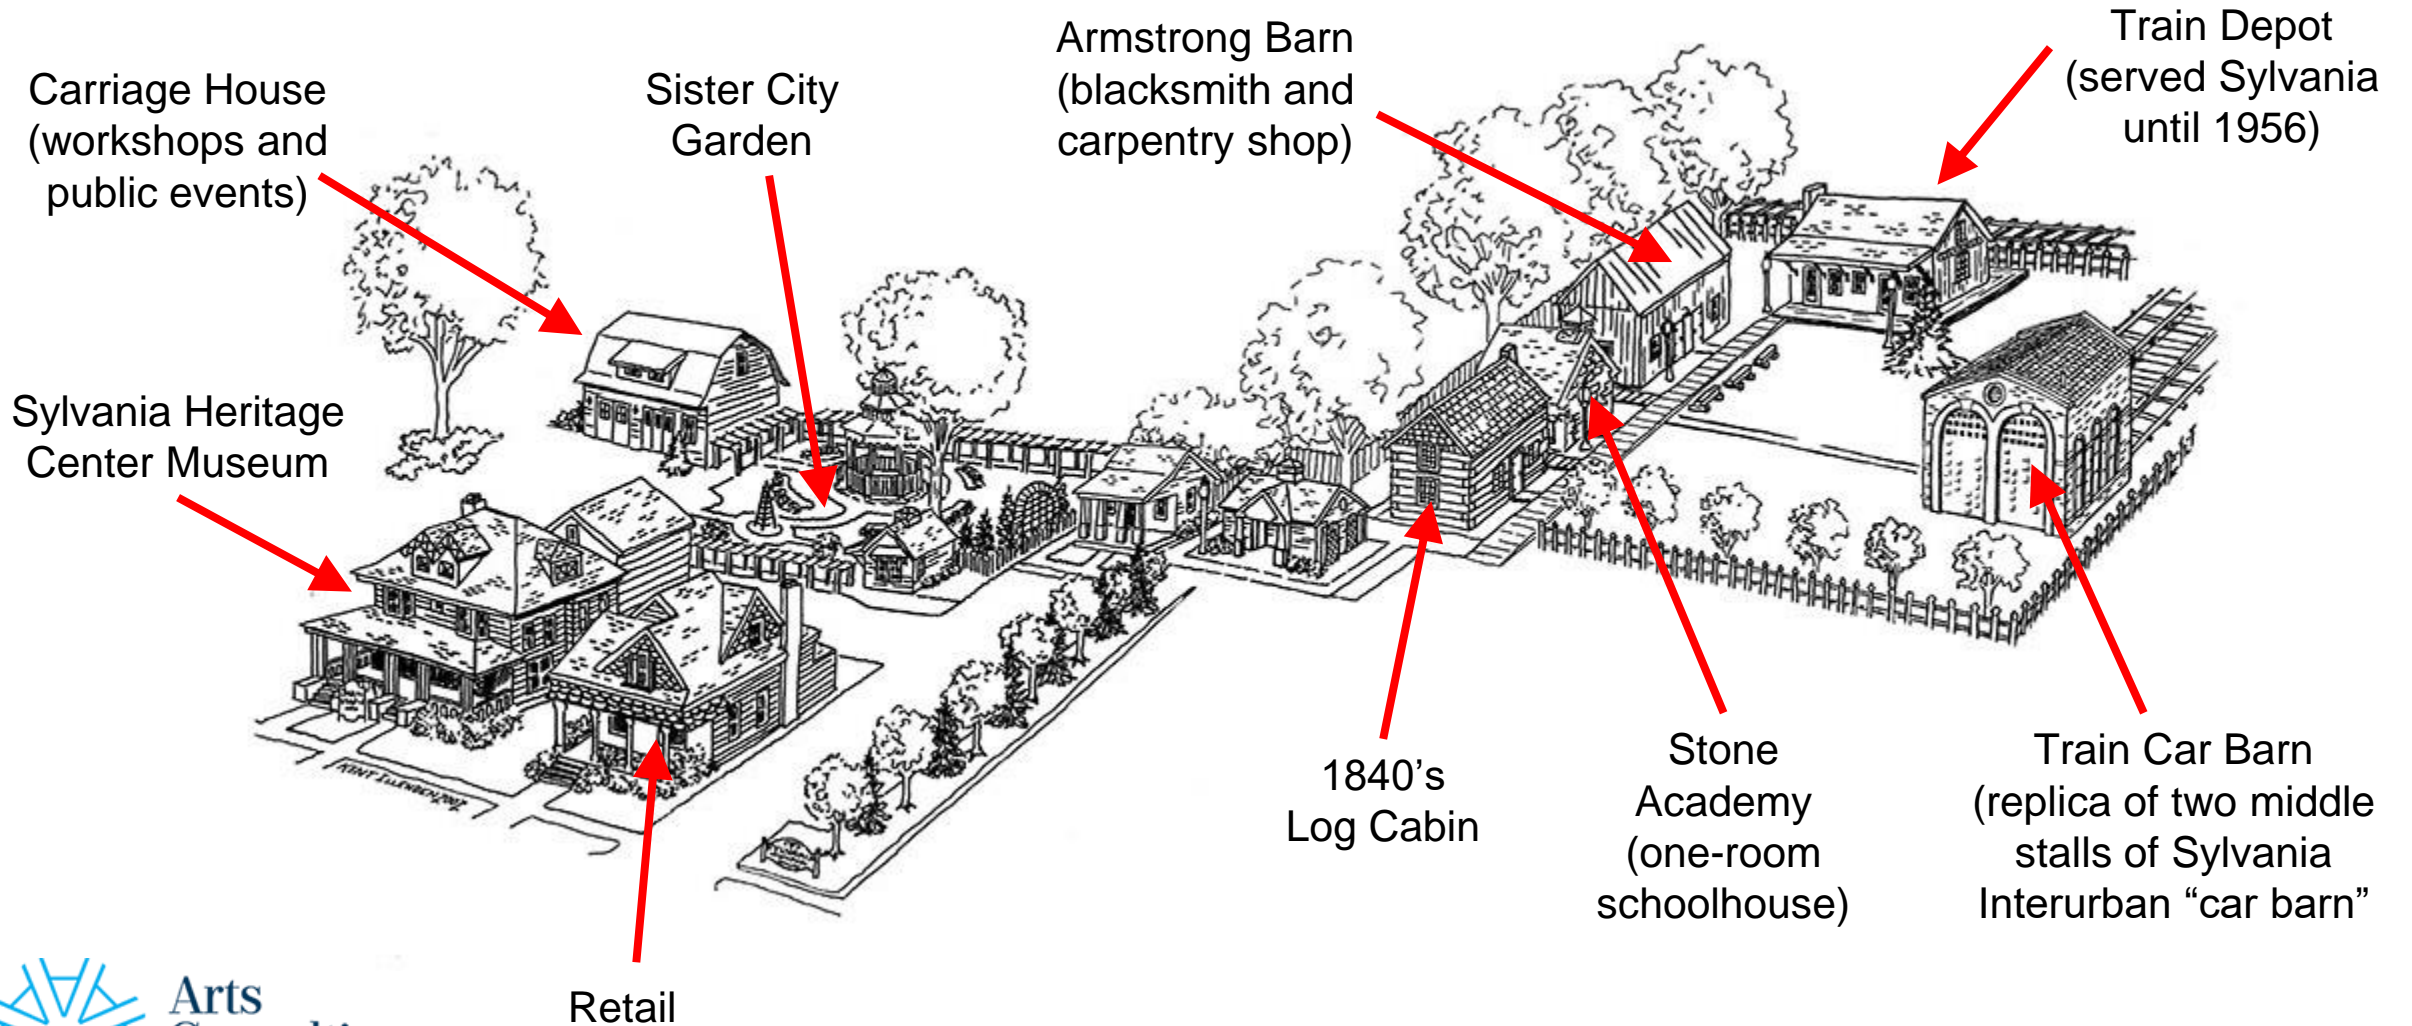 Carriage House
(workshops and
public events)
Sister City
Garden
Armstrong Barn
(blacksmith and
carpentry shop)
Train Depot
(served Sylvania
until 1956)
Sylvania Heritage
Center Museum
1840’s
Log Cabin
Stone
Academy
(one-room
schoolhouse)
Train Car Barn
(replica of two middle
stalls of Sylvania
Interurban “car barn”
Retail
Arts